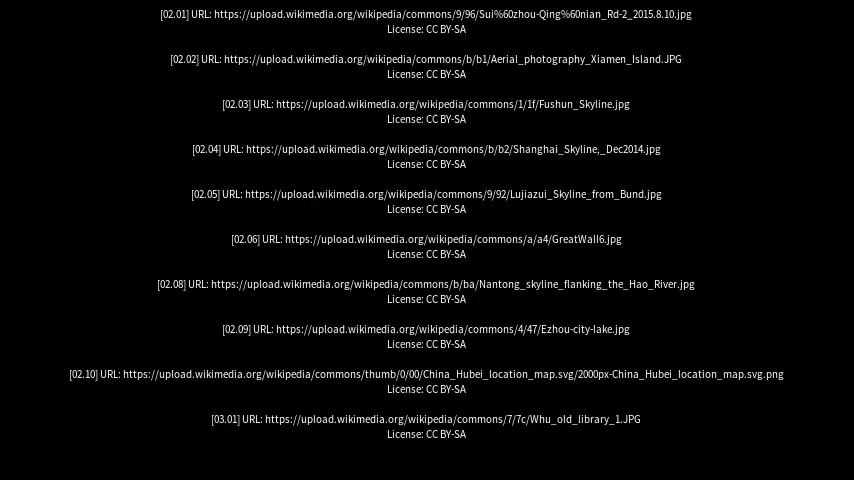 [02.01] URL: https://upload.wikimedia.org/wikipedia/commons/9/96/Sui%60zhou-Qing%60nian_Rd-2_2015.8.10.jpg
License: CC BY-SA
[02.02] URL: https://upload.wikimedia.org/wikipedia/commons/b/b1/Aerial_photography_Xiamen_Island.JPG
License: CC BY-SA
[02.03] URL: https://upload.wikimedia.org/wikipedia/commons/1/1f/Fushun_Skyline.jpg
License: CC BY-SA
[02.04] URL: https://upload.wikimedia.org/wikipedia/commons/b/b2/Shanghai_Skyline,_Dec2014.jpg
License: CC BY-SA
[02.05] URL: https://upload.wikimedia.org/wikipedia/commons/9/92/Lujiazui_Skyline_from_Bund.jpg
License: CC BY-SA
[02.06] URL: https://upload.wikimedia.org/wikipedia/commons/a/a4/GreatWall6.jpg
License: CC BY-SA
[02.08] URL: https://upload.wikimedia.org/wikipedia/commons/b/ba/Nantong_skyline_flanking_the_Hao_River.jpg
License: CC BY-SA
[02.09] URL: https://upload.wikimedia.org/wikipedia/commons/4/47/Ezhou-city-lake.jpg
License: CC BY-SA
[02.10] URL: https://upload.wikimedia.org/wikipedia/commons/thumb/0/00/China_Hubei_location_map.svg/2000px-China_Hubei_location_map.svg.png
License: CC BY-SA
[03.01] URL: https://upload.wikimedia.org/wikipedia/commons/7/7c/Whu_old_library_1.JPG
License: CC BY-SA